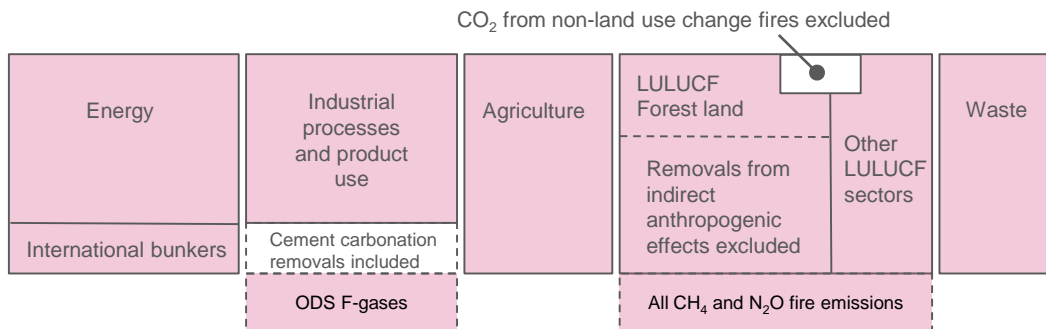 CO₂ from non-land use change fires excluded
Energy
International bunkers
Industrial
processes
and product
use
Cement carbonation
removals included
ODS F-gases
Agriculture
LULUCF
Forest land
Removals from
indirect
anthropogenic
effects excluded
Other
LULUCF
sectors
All CH₄ and N₂O fire emissions
Waste